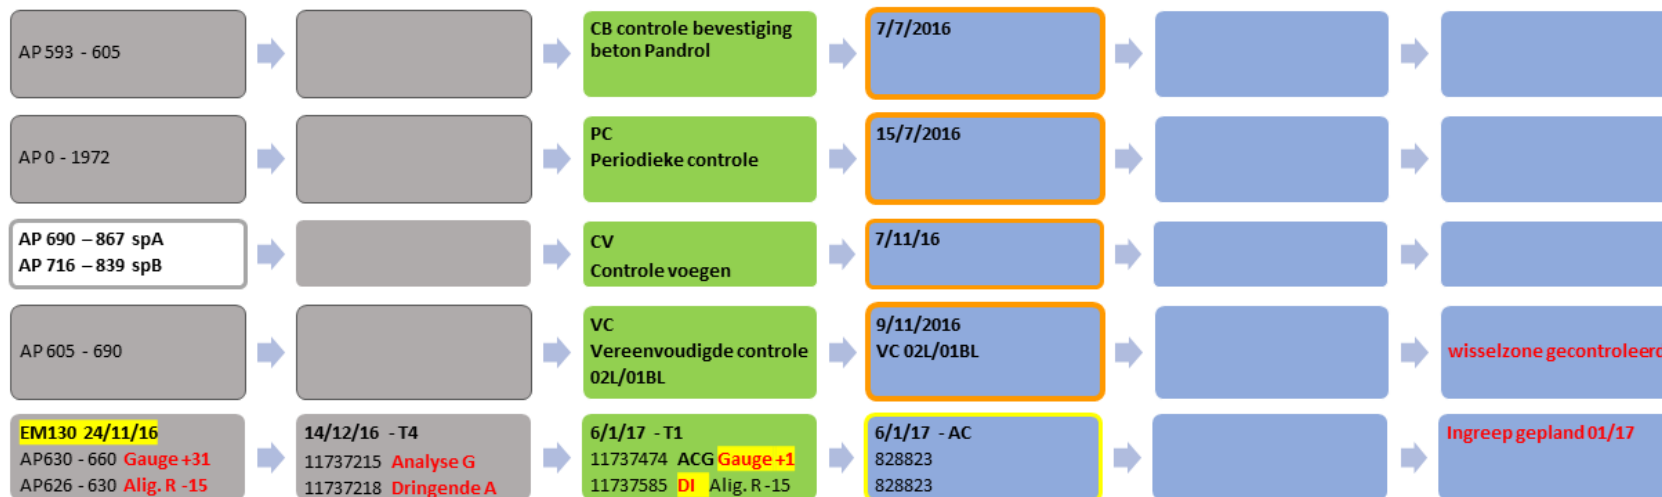 AP 593 - 605
CB controle bevestiging
beton Pandrol
7/7/2016
AP 0 - 1972
PC
Periodieke controle
15/7/2016
AP 690 – 867 spA
AP 716 – 839 spB
CV
Controle voegen
7/11/16
AP 605 - 690
VC
Vereenvoudigde controle
02L/01BL
9/11/2016
VC 02L/01BL
wisselzone gecontroleerd
EM130 24/11/16
AP630 - 660 Gauge +31
AP626 - 630 Alig. R -15
14/12/16 - T4
11737215 Analyse G
11737218 Dringende A
6/1/17 - T1
11737474 ACG Gauge +1
11737585 DI Alig. R -15
6/1/17 - AC
828823
828823
Ingreep gepland 01/17